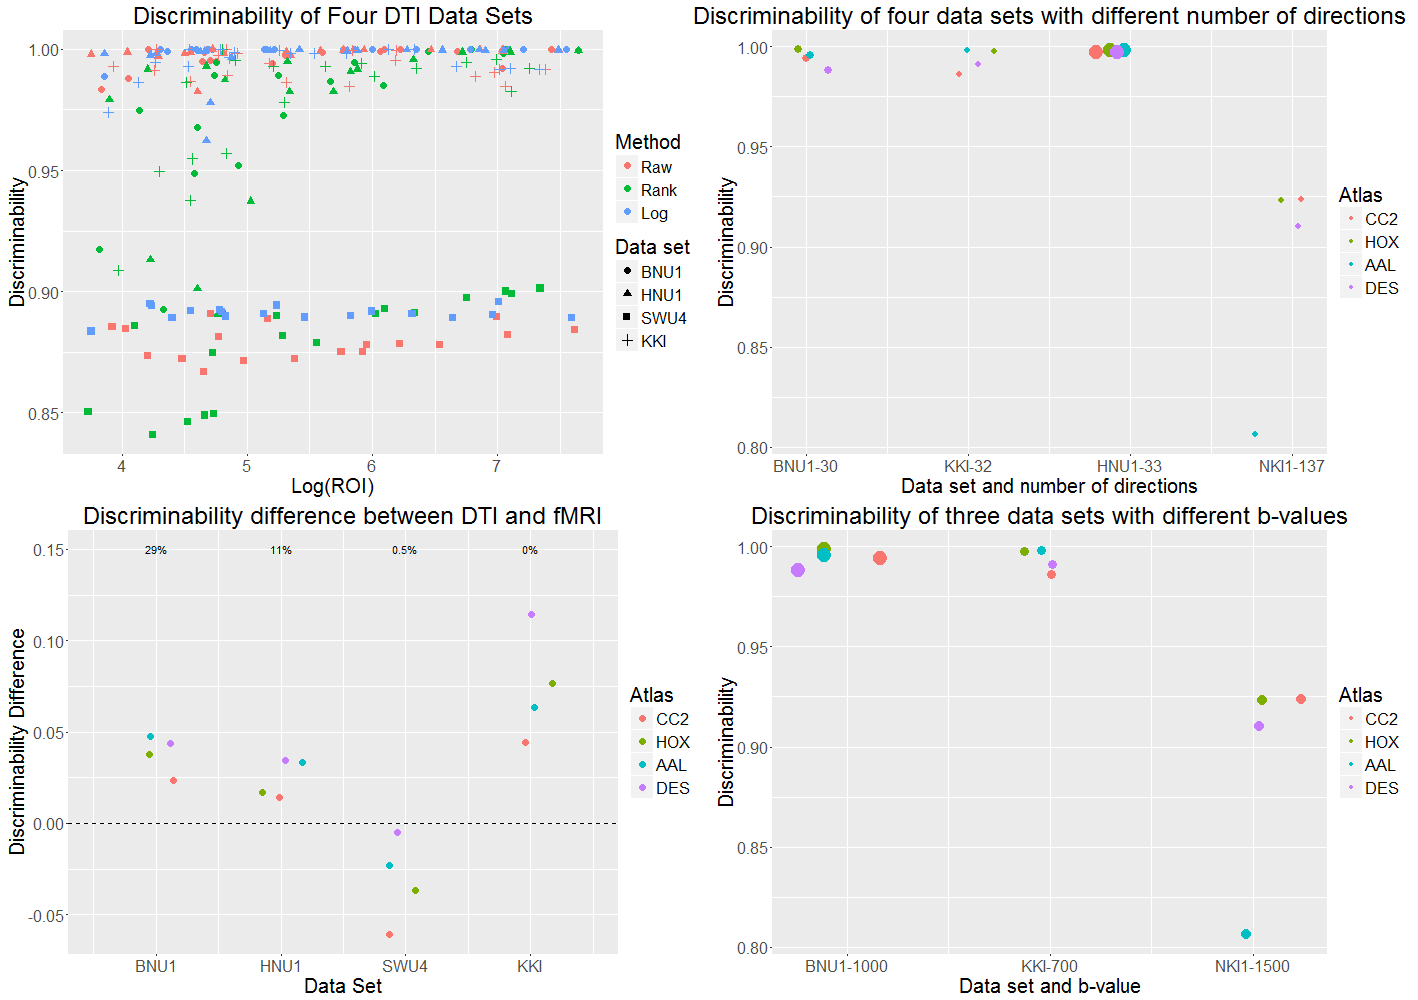 Discriminability of Four DTI Data Sets
Discriminability
1.00
0.95
0.90
0.85
4 5 6 7
Log(ROI)
Method
Raw
Rank
Log
Data set
BNU1
HNU1
SWU4
KKI
Discriminability of four data sets with different number of directions
Discriminability
1.00
0.95
0.90
0.85
0.80
BNU1-30 KKI-32 HNU1-33 NKI1-137
Data set and number of directions
Atlas
CC2
HOX
AAL
DES
Discriminability difference between DTI and fMRI
Discriminability Difference
0.15
0.10
0.05
0.00
-0.05
29% 11% 0.5% 0%
BNU1 HNU1 SWU4 KKI
Data Set
Atlas
CC2
HOX
AAL
DES
Discriminability of three data sets with different b-values
Discriminability
1.00
0.95
0.90
0.85
0.80
BNU1-1000 KKI-700 NKI1-1500
Data set and b-value
Atlas
CC2
HOX
AAL
DES